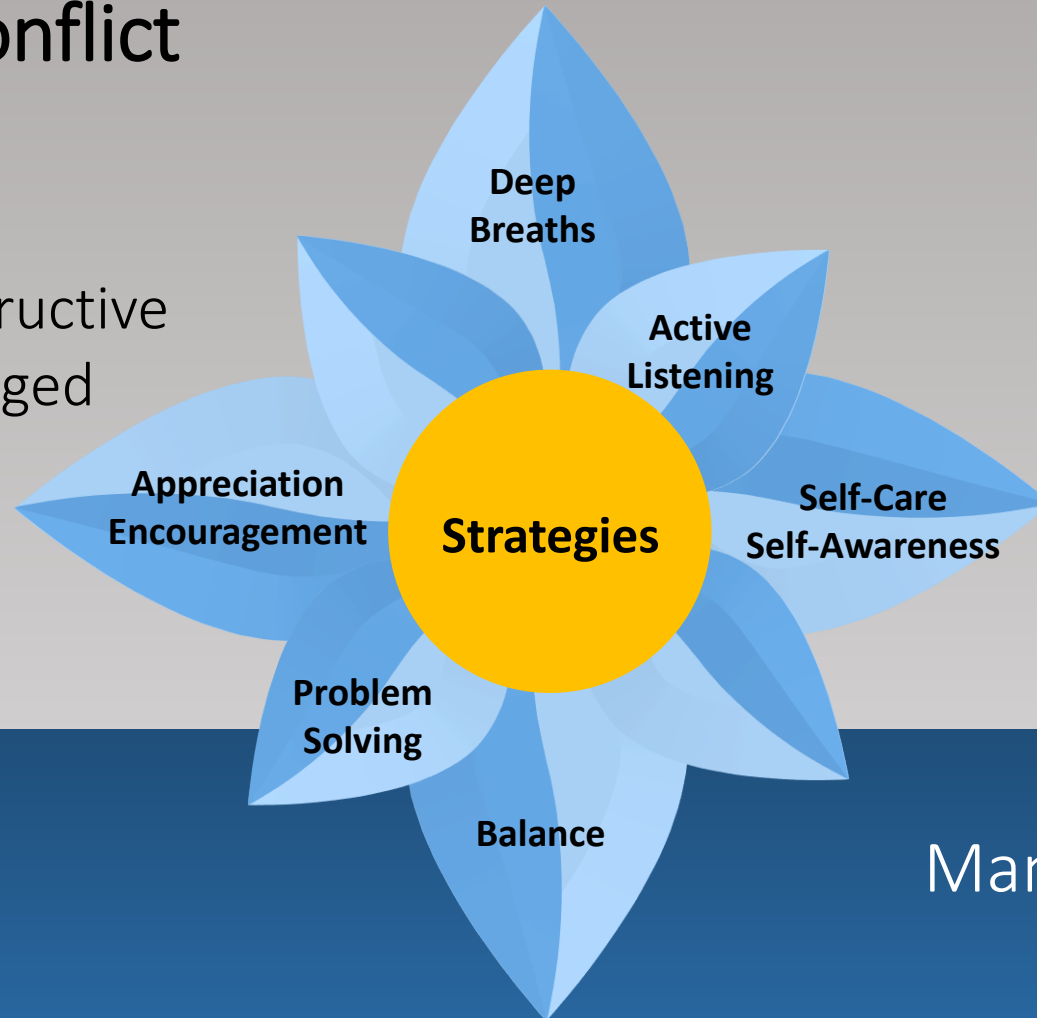 onflict
ructive
ged
Deep
Breaths
Active
Listening
Appreciation
Encouragement
Strategies
Self-Care
Self-Awareness
Problem
Solving
Balance
Mar